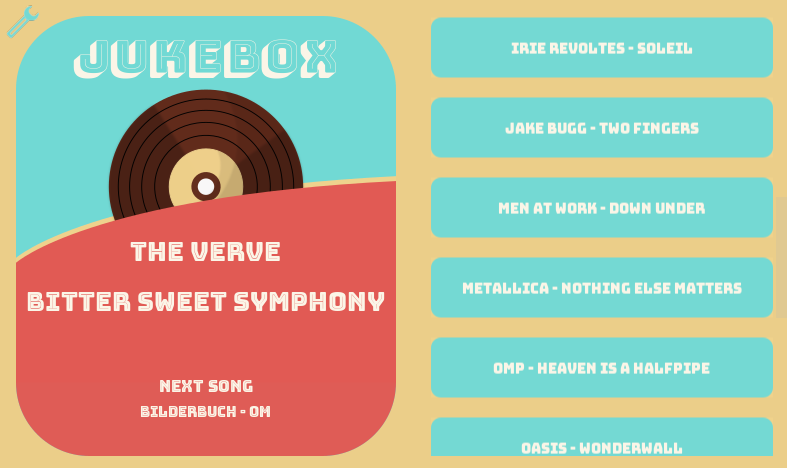 JUKEBOX
THE VERVE
BITTER SWEET SYMPHONY
NEXT SONG
BILDERBUCH - OM
IRIE REVOLTES - SOLEIL
JAKE BUGG - TWO FINGERS
MEN AT WORK - DOWN UNDER
METALLICA - NOTHING ELSE MATTERS
OMP - HEAVEN IS A HALFPIPE
OASIS - WONDERWALL